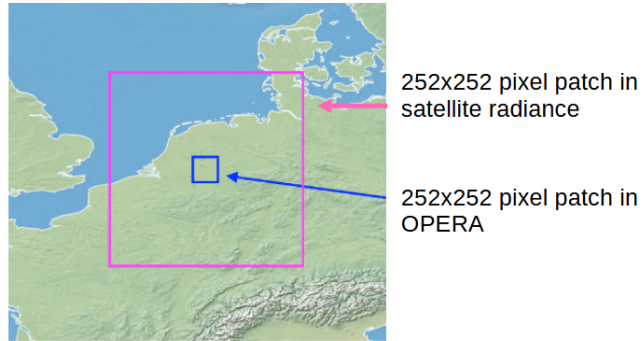 252x252 pixel patch in
satellite radiance
252x252 pixel patch in
OPERA